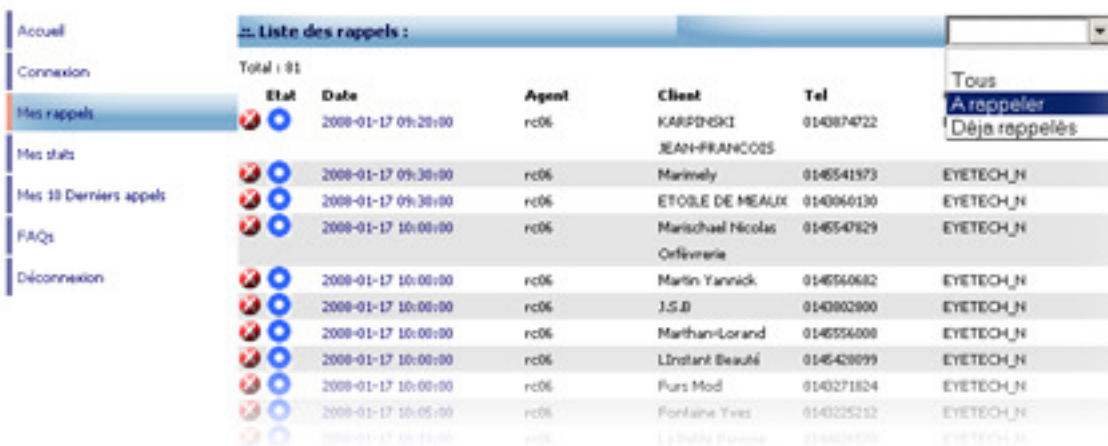 Accueil
Connexion
Mes rappels
Mes stats
Mes 10 Derniers appels
FAQs
Déconnexion
.::. Liste des rappels :
Total : 81
Etat Date Agent Client Tel
Tous
A rappeler
Déja rappelés
2008-01-17 09:20:00 rc06 KARPINSKI 0143874722
JEAN-FRANCOIS
2008-01-17 09:30:00 rc06 Marimely 0145541973 EYETECH_N
2008-01-17 09:30:00 rc06 ETOILE DE MEAUX 0143060130 EYETECH_N
2008-01-17 10:00:00 rc06 Marischael Nicolas 0145547829 EYETECH_N
Orfèvrerie
2008-01-17 10:00:00 rc06 Martin Yannick 0145560682 EYETECH_N
2008-01-17 10:00:00 rc06 J.S.B 0143802800 EYETECH_N
2008-01-17 10:00:00 rc06 Marthan-Lorand 0145556008 EYETECH_N
2008-01-17 10:00:00 rc06 LInstant Beauté 0145428099 EYETECH_N
2008-01-17 10:00:00 rc06 Furs Mod 0143271824 EYETECH_N
2008-01-17 10:05:00 rc06 Fontaine Yves 0143225212 EYETECH_N